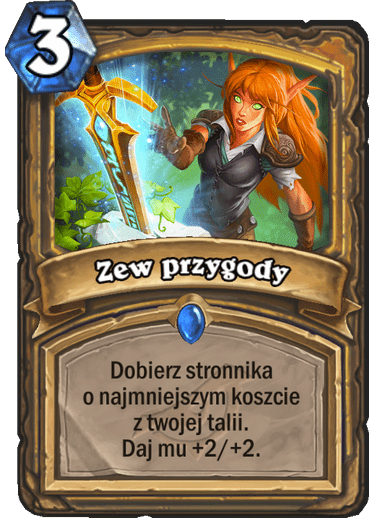 3
Zew przygody
Dobierz stronnika
o najmniejszym koszcie
z twojej talii.
Daj mu +2/+2.